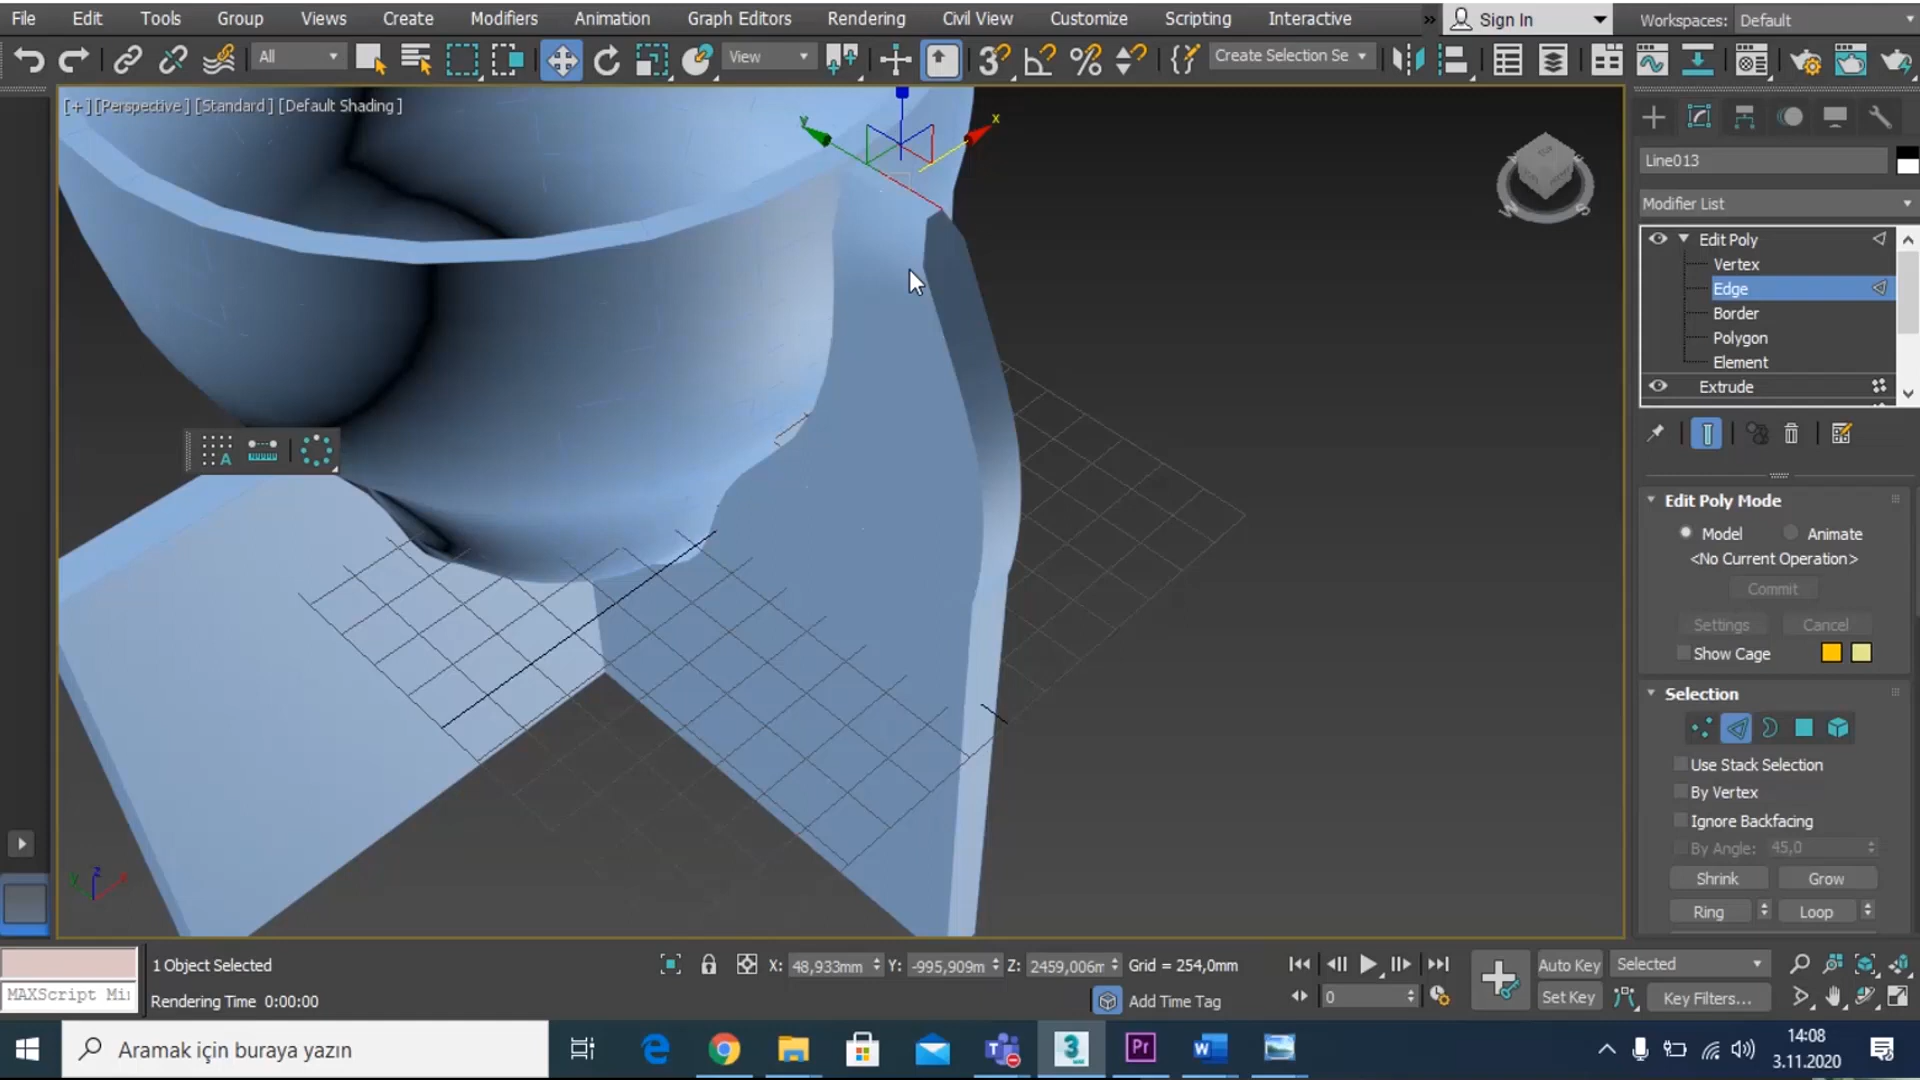 File Edit Tools Group Views Create Modifiers Animation Graph Editors Rendering Civil View Customize Scripting Interactive » Sign In Workspaces: Default
All View Create Selection Se
[+] [Perspective ] [Standard ] [Default Shading ]
y x
Line013
Modifier List
Edit Poly
Vertex
Edge
Border
Polygon
Element
Extrude
Edit Poly Mode
Model Animate
<No Current Operation>
Commit
Settings Cancel
Show Cage
Selection
Use Stack Selection
By Vertex
Ignore Backfacing
By Angle: 45,0
Shrink Grow
Ring Loop
1 Object Selected X: 48,933mm Y: -995,909m Z: 2459,006m Grid = 254,0mm Auto Key Selected
MAXScript Mi Rendering Time 0:00:00 Add Time Tag 0 Set Key Key Filters...
Aramak için buraya yazın
14:08
3.11.2020